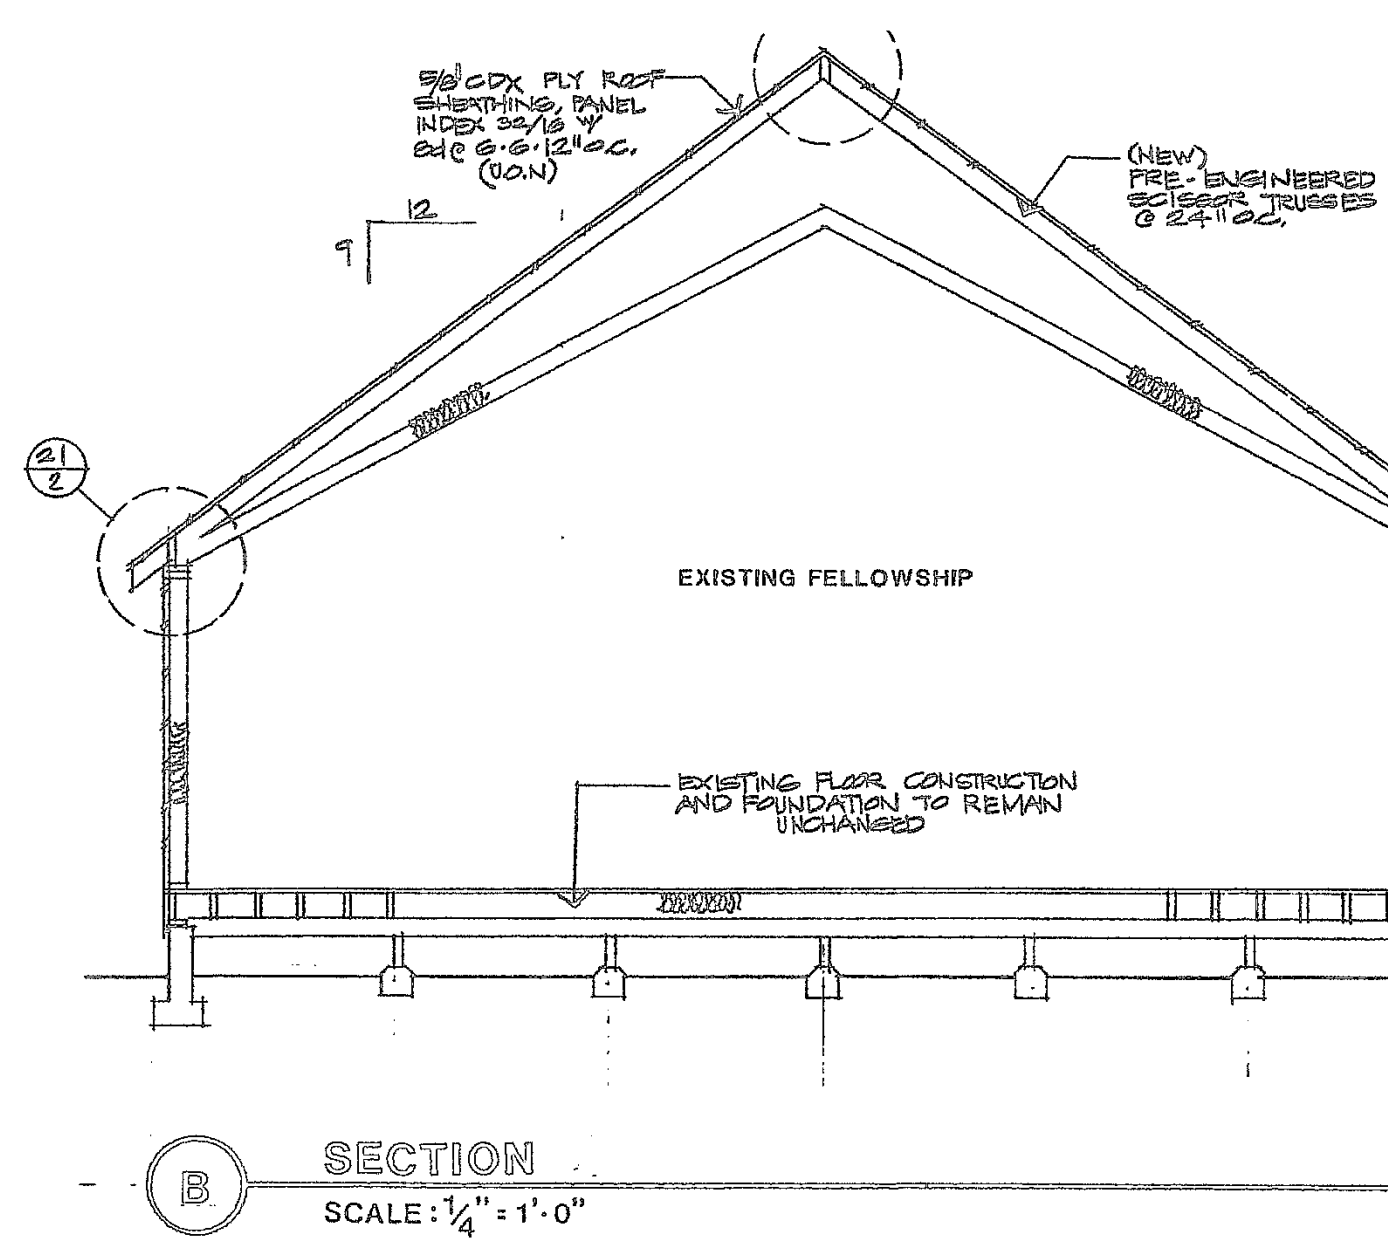 5/8" CDX PLY ROOF
SHEATHING, PANEL
INDEX 32/16 W/
8d @ 6·6·12" O.C.
(U.O.N)
(NEW)
PRE-ENGINEERED
SCISSOR TRUSSES
@ 24" O.C.
12
9
21
2
EXISTING FELLOWSHIP
EXISTING FLOOR CONSTRUCTION
AND FOUNDATION TO REMAIN
UNCHANGED
B
SECTION
SCALE: 1/4" = 1'·0"